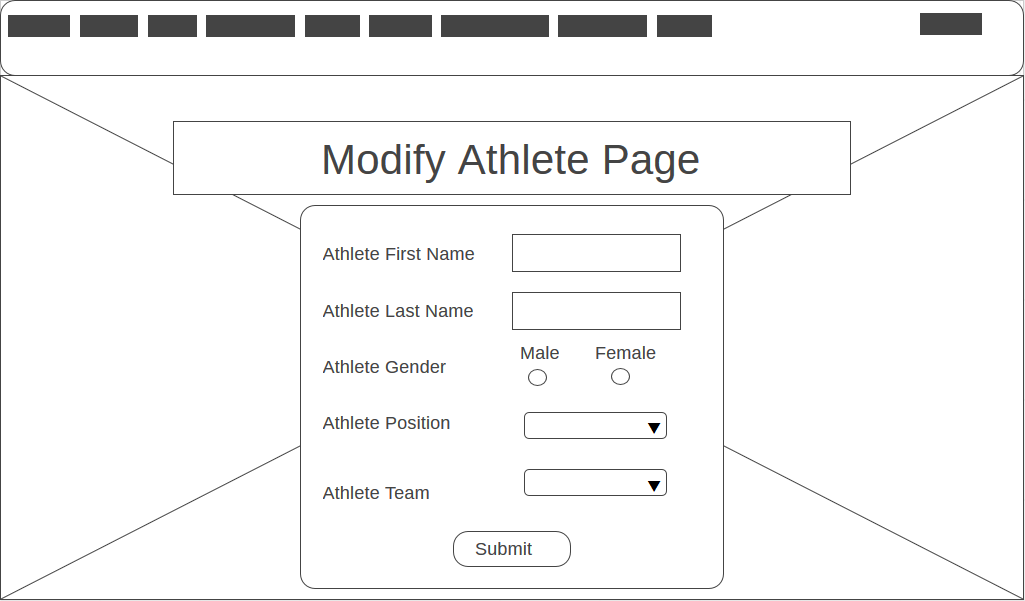 Modify Athlete Page
Athlete First Name
Athlete Last Name
Athlete Gender
Male
Female
Athlete Position
Athlete Team
Submit